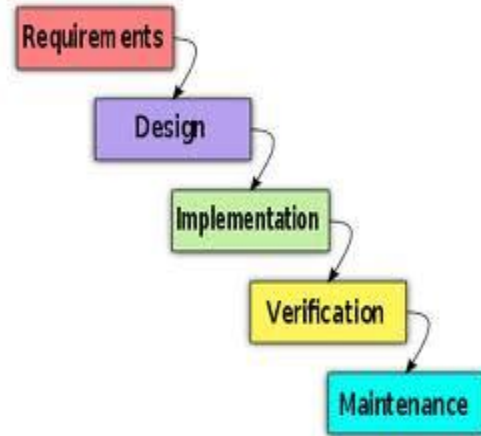 Requirements
Design
Implementation
Verification
Maintenance